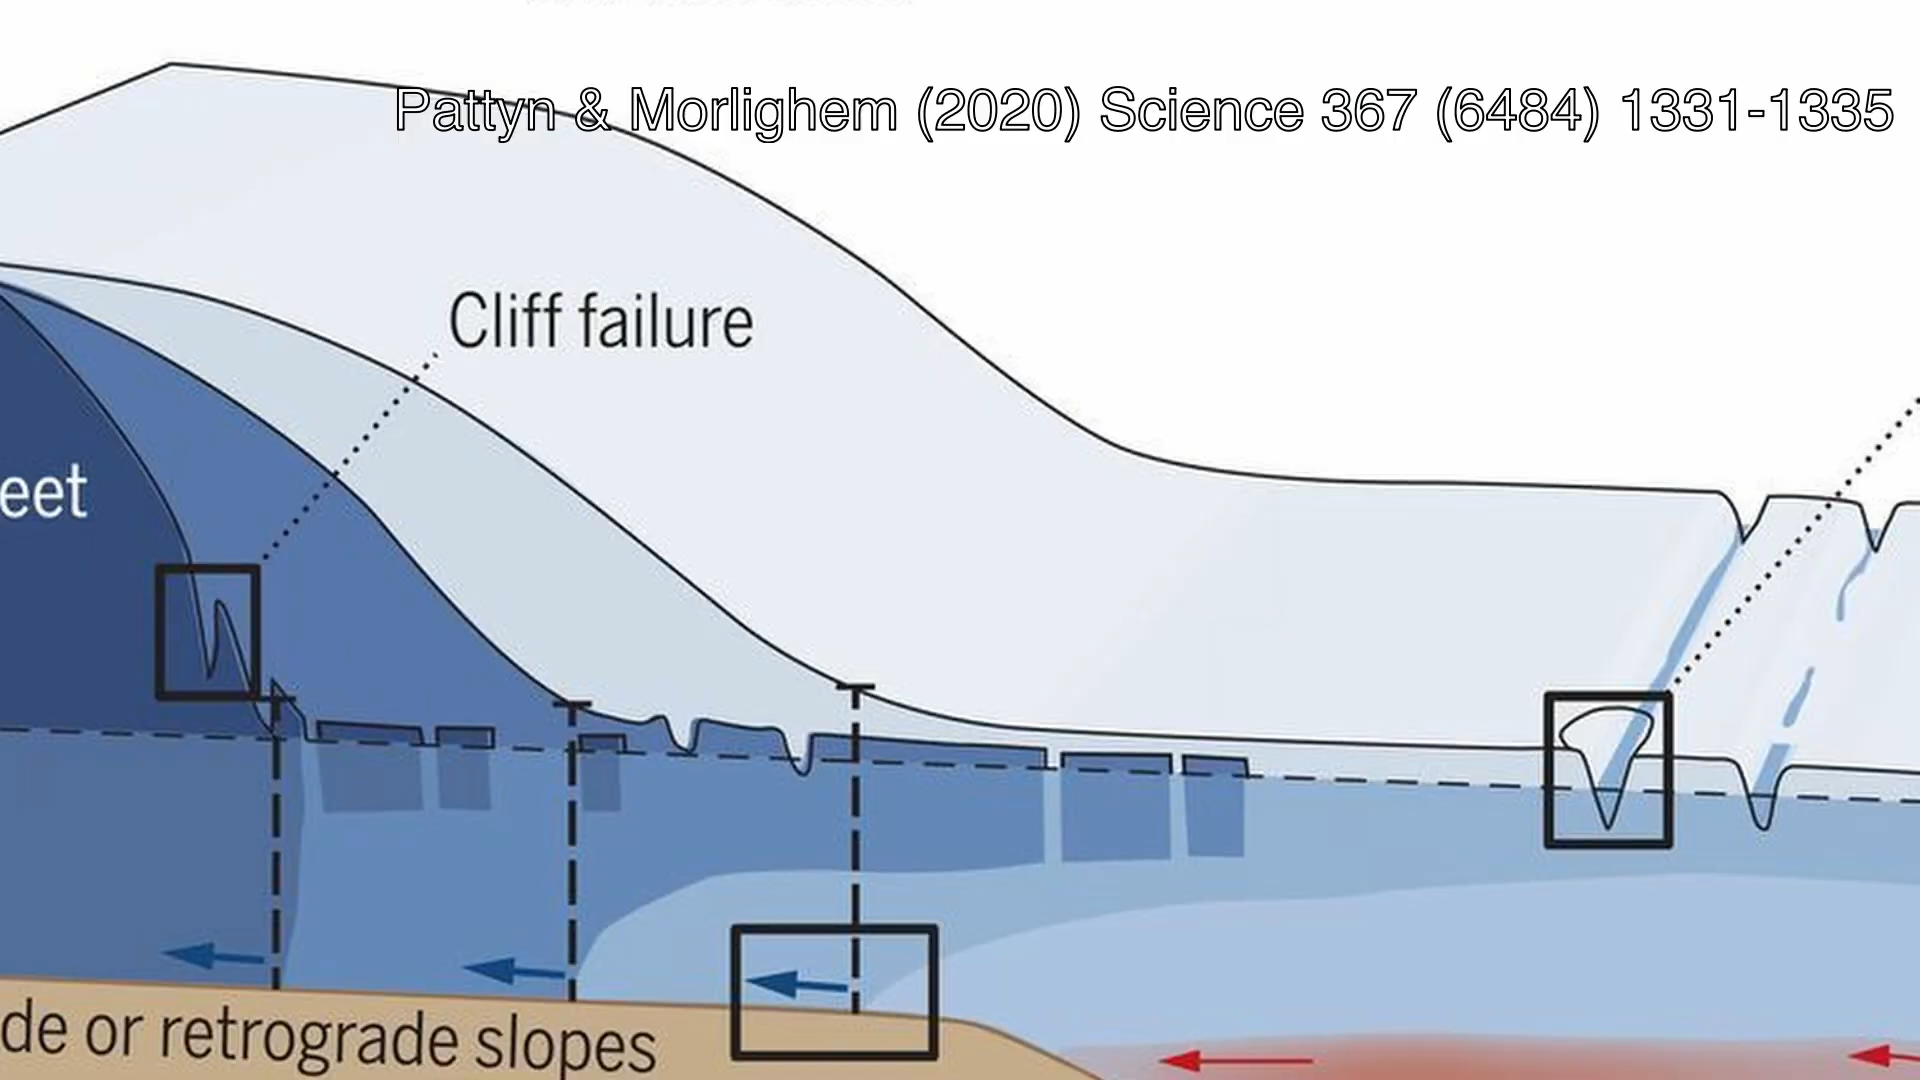 Pattyn & Morlighem (2020) Science 367 (6484) 1331-1335
Cliff failure
eet
de or retrograde slopes